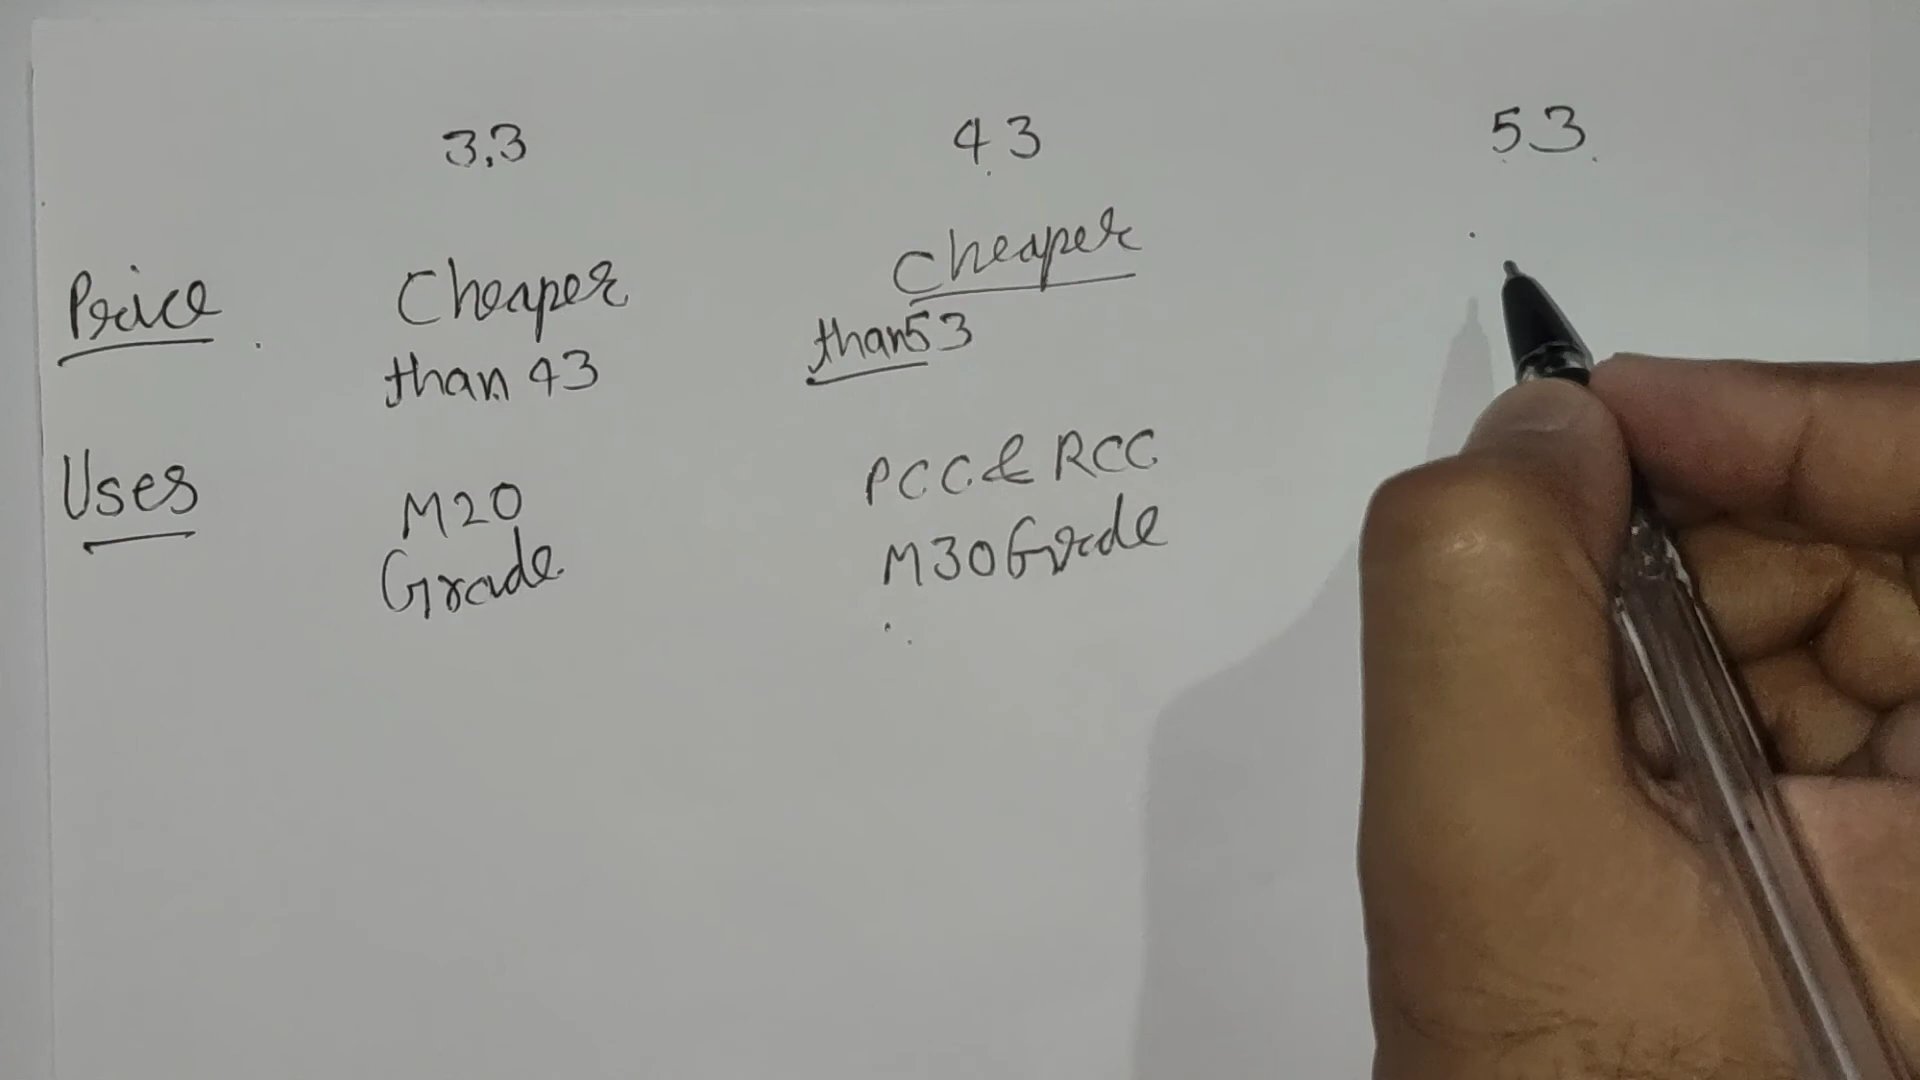 33 43 53
Price Cheaper Cheaper
than 43 than 53
Uses M20 PCC & RCC
Grade M30 Grade